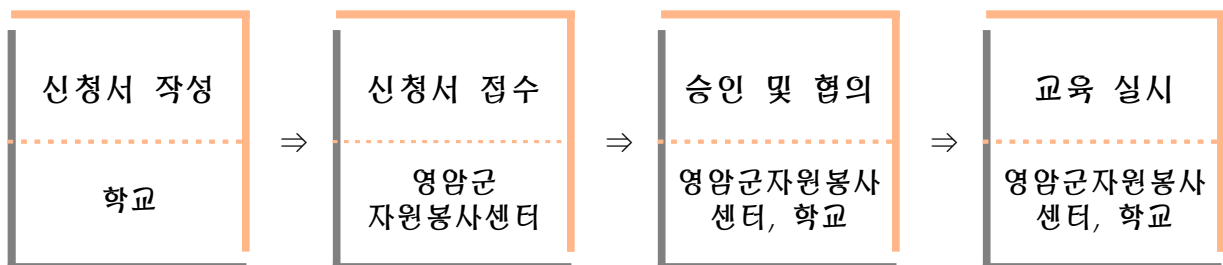 신청서 작성
학교
⇒
신청서 접수
영암군
자원봉사센터
⇒
승인 및 협의
영암군자원봉사
센터, 학교
⇒
교육 실시
영암군자원봉사
센터, 학교